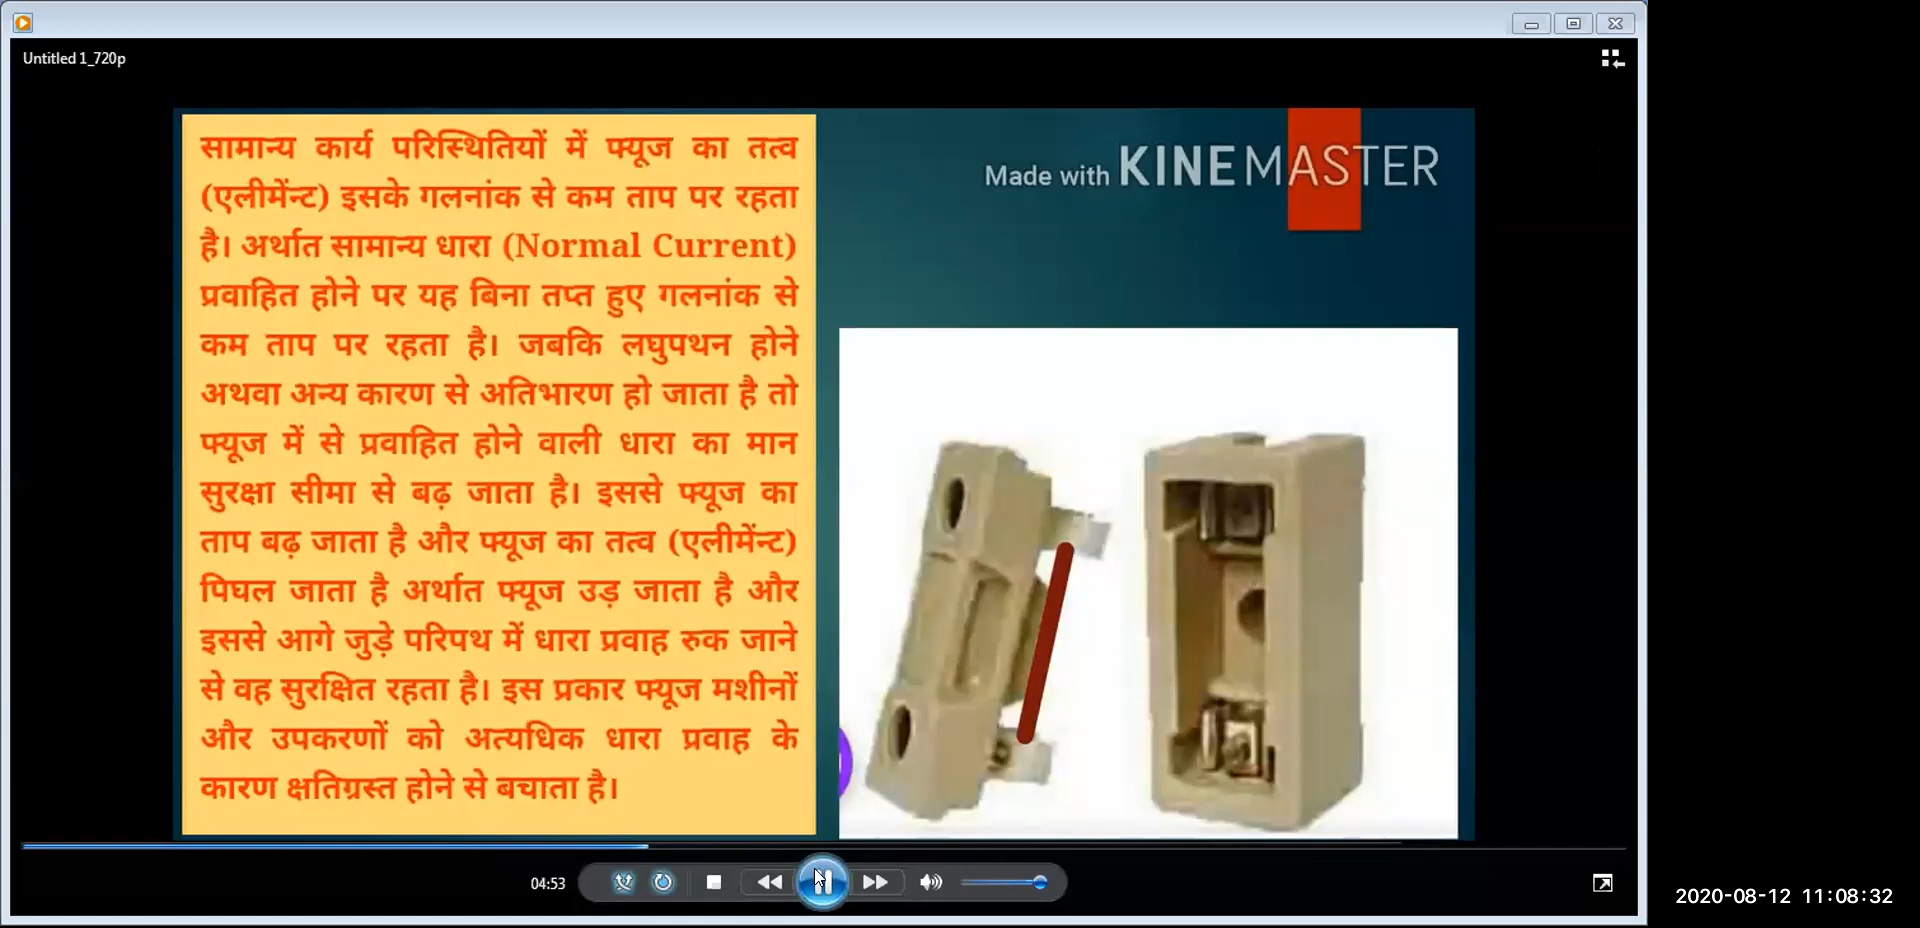 Untitled 1_720p
सामान्य कार्य परिस्थितियों में फ्यूज का तत्व
(एलीमेंन्ट) इसके गलनांक से कम ताप पर रहता
है। अर्थात सामान्य धारा (Normal Current)
प्रवाहित होने पर यह बिना तप्त हुए गलनांक से
कम ताप पर रहता है। जबकि लघुपथन होने
अथवा अन्य कारण से अतिभारण हो जाता है तो
फ्यूज में से प्रवाहित होने वाली धारा का मान
सुरक्षा सीमा से बढ़ जाता है। इससे फ्यूज का
ताप बढ़ जाता है और फ्यूज का तत्व (एलीमेंन्ट)
पिघल जाता है अर्थात फ्यूज उड़ जाता है और
इससे आगे जुड़े परिपथ में धारा प्रवाह रुक जाने
से वह सुरक्षित रहता है। इस प्रकार फ्यूज मशीनों
और उपकरणों को अत्यधिक धारा प्रवाह के
कारण क्षतिग्रस्त होने से बचाता है।
Made with KINEMASTER
04:53
2020-08-12 11:08:32